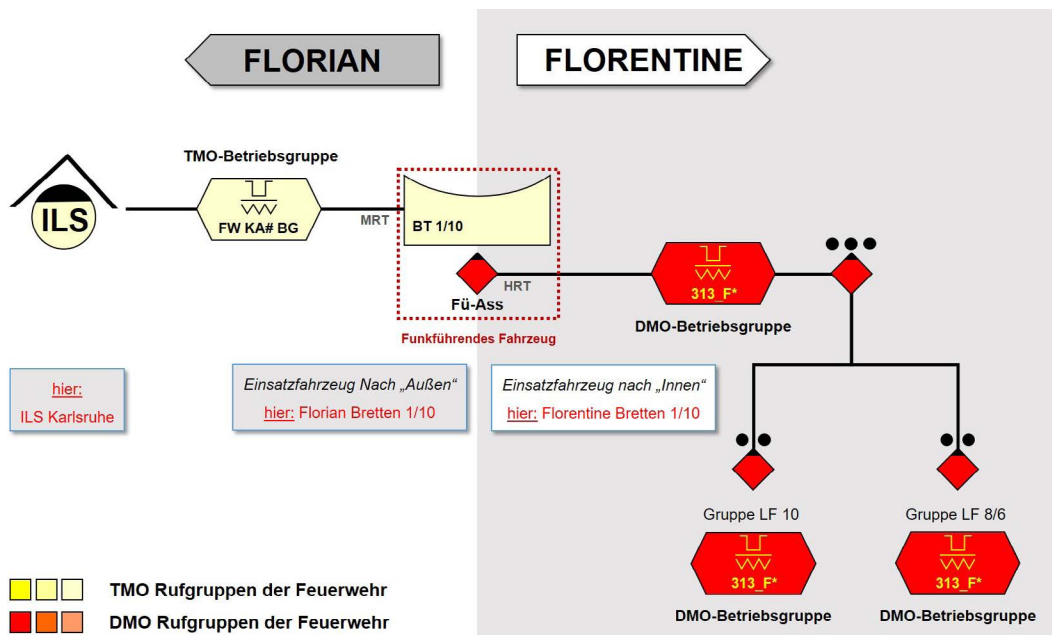 FLORIAN
FLORENTINE
TMO-Betriebsgruppe
ILS
FW KA# BG
MRT
BT 1/10
HRT
Fü-Ass
313_F*
DMO-Betriebsgruppe
Funkführendes Fahrzeug
hier:
ILS Karlsruhe
Einsatzfahrzeug Nach „Außen“
hier: Florian Bretten 1/10
Einsatzfahrzeug nach „Innen“
hier: Florentine Bretten 1/10
Gruppe LF 10
Gruppe LF 8/6
313_F*
313_F*
DMO-Betriebsgruppe
DMO-Betriebsgruppe
TMO Rufgruppen der Feuerwehr
DMO Rufgruppen der Feuerwehr